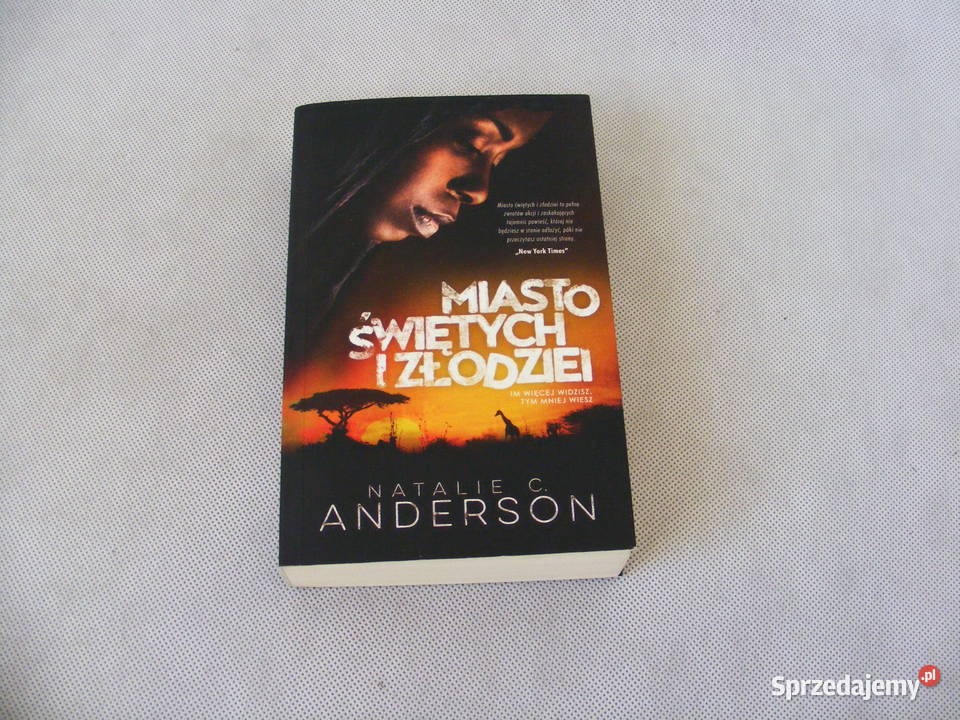 Miasto świętych i złodziei to pełna
zwrotów akcji i zaskakujących
tajemnic powieść, której nie
będziesz w stanie odłożyć, póki nie
przeczytasz ostatniej strony.
„New York Times”
MIASTO
ŚWIĘTYCH
I ZŁODZIEI
IM WIĘCEJ WIDZISZ,
TYM MNIEJ WIESZ
NATALIE C.
ANDERSON
Sprzedajemy.pl